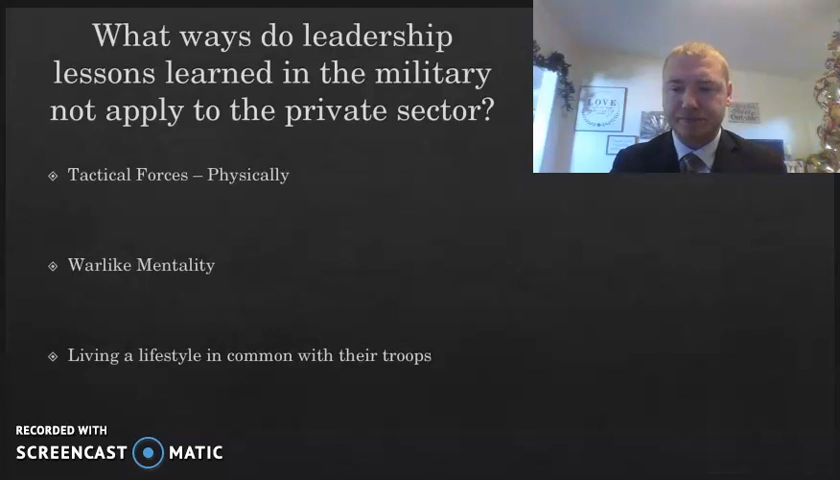 What ways do leadership
lessons learned in the military
not apply to the private sector?
Tactical Forces – Physically
Warlike Mentality
Living a lifestyle in common with their troops
LOVE
RECORDED WITH
SCREENCAST MATIC